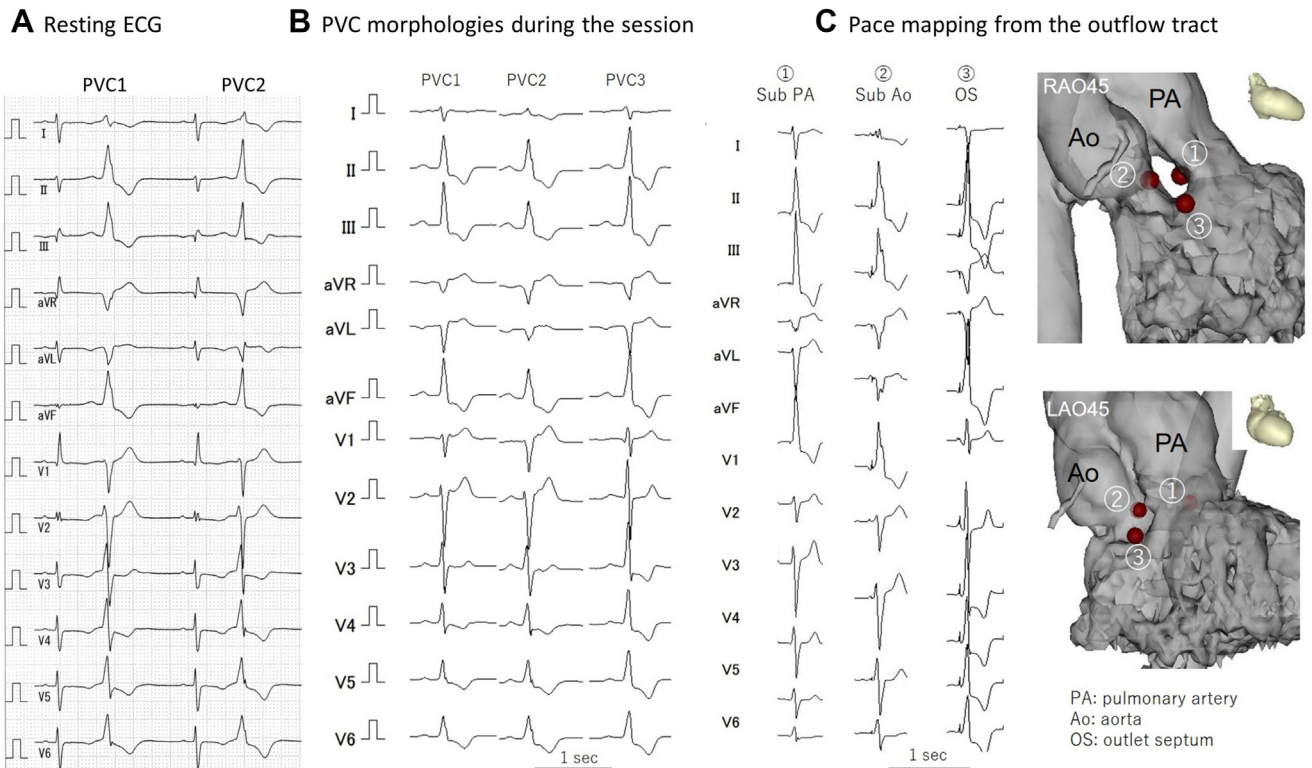 A Resting ECG
PVC1 PVC2
I
II
III
aVR
aVL
aVF
V1
V2
V3
V4
V5
V6
B PVC morphologies during the session
PVC1 PVC2 PVC3
I
II
III
aVR
aVL
aVF
V1
V2
V3
V4
V5
V6
1 sec
C Pace mapping from the outflow tract
① ② ③
Sub PA Sub Ao OS
I
II
III
aVR
aVL
aVF
V1
V2
V3
V4
V5
V6
1 sec
RAO45
PA
Ao
①
②
③
LAO45
PA
Ao
①
②
③
PA: pulmonary artery
Ao: aorta
OS: outlet septum